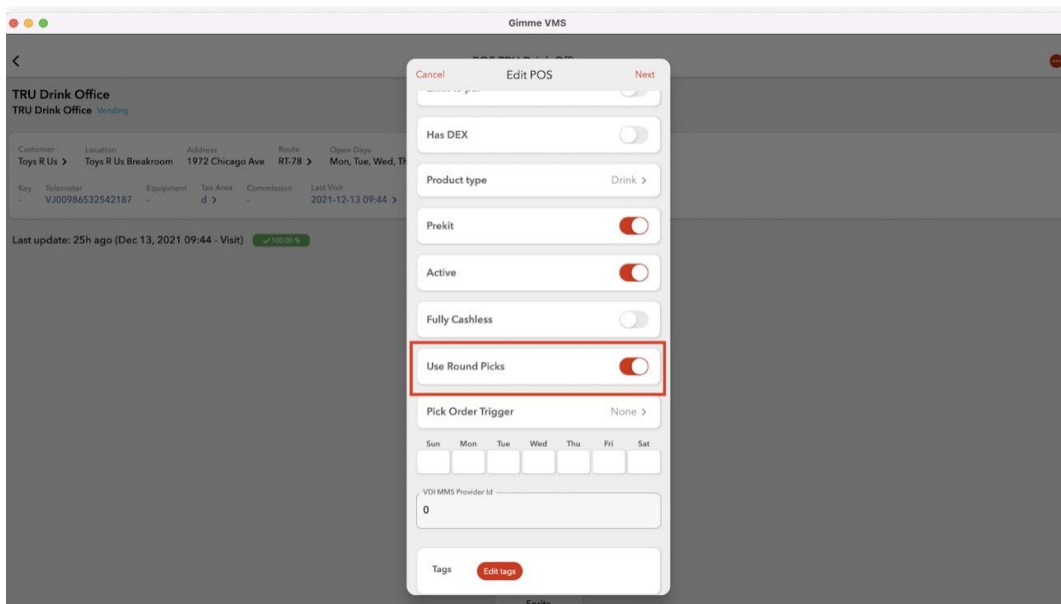 Gimme VMS
TRU Drink Office
TRU Drink Office Vending
Customer Location Address Route Open Days
Toys R Us > Toys R Us Breakroom 1972 Chicago Ave RT-78 > Mon, Tue, Wed, Th
Key Telemeter Equipment Tax Area Commission Last Visit
- VJ00986532542187 - d > - 2021-12-13 09:44 >
Last update: 25h ago (Dec 13, 2021 09:44 - Visit) ✓100.00 %
Cancel Edit POS Next
Has DEX
Product type Drink >
Prekit
Active
Fully Cashless
Use Round Picks
Pick Order Trigger None >
Sun Mon Tue Wed Thu Fri Sat
VDI MMS Provider Id
0
Tags Edit tags